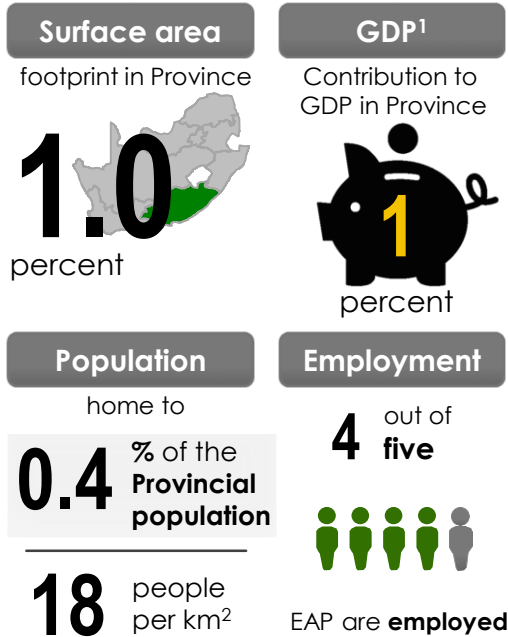 Surface area
footprint in Province
1.0
percent
GDP¹
Contribution to
GDP in Province
1
percent
Population
home to
0.4
% of the
Provincial
population
18
people
per km²
Employment
4
out of
five
EAP are employed